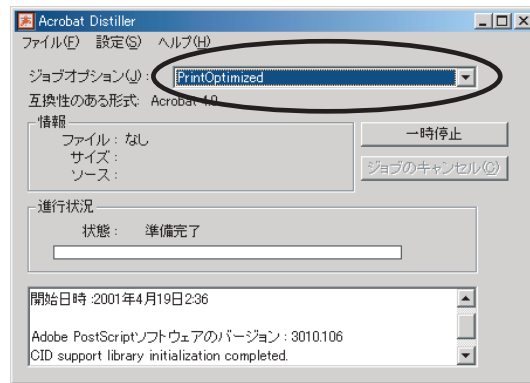 Acrobat Distiller
ファイル(F) 設定(S) ヘルプ(H)
ジョブオプション(J): PrintOptimized
互換性のある形式: Acrobat 4.0
情報
ファイル: なし
サイズ:
ソース:
一時停止
ジョブのキャンセル(C)
進行状況
状態: 準備完了
開始日時:2001年4月19日2:36
Adobe PostScriptソフトウェアのバージョン: 3010.106
CID support library initialization completed.